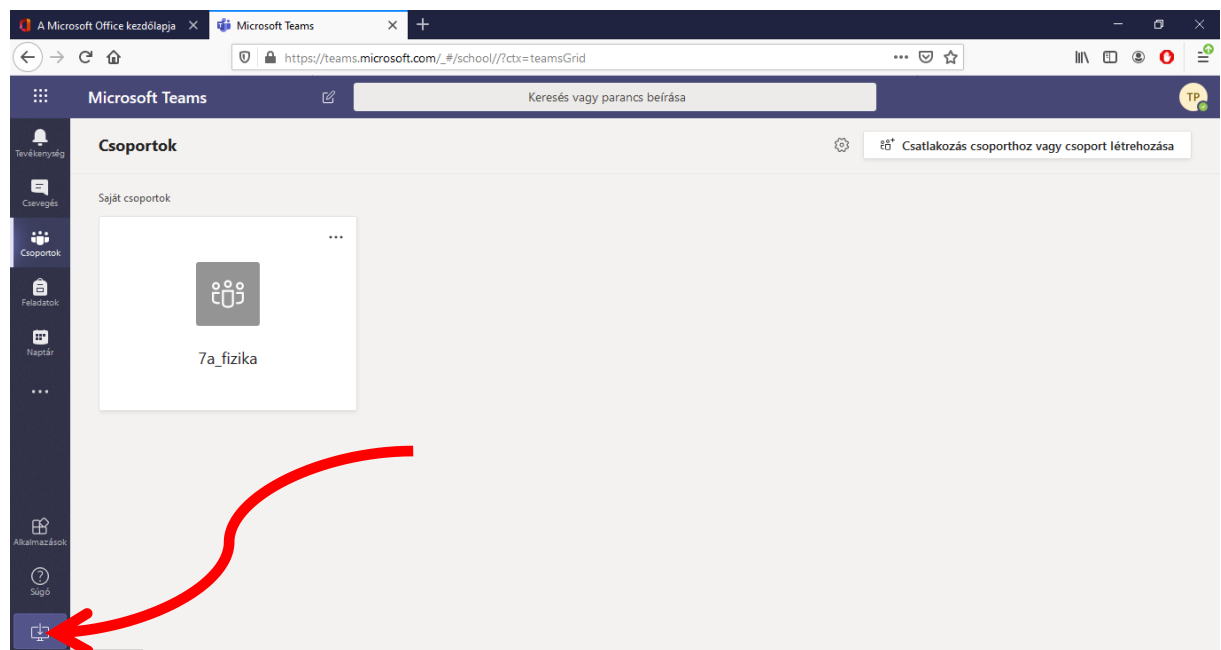 A Microsoft Office kezdőlapja
Microsoft Teams
https://teams.microsoft.com/_#/school//?ctx=teamsGrid
Microsoft Teams
Keresés vagy parancs beírása
TP
Tevékenység
Csevegés
Csoportok
Feladatok
Naptár
Alkalmazások
Súgó
Csoportok
Csatlakozás csoporthoz vagy csoport létrehozása
Saját csoportok
7a_fizika